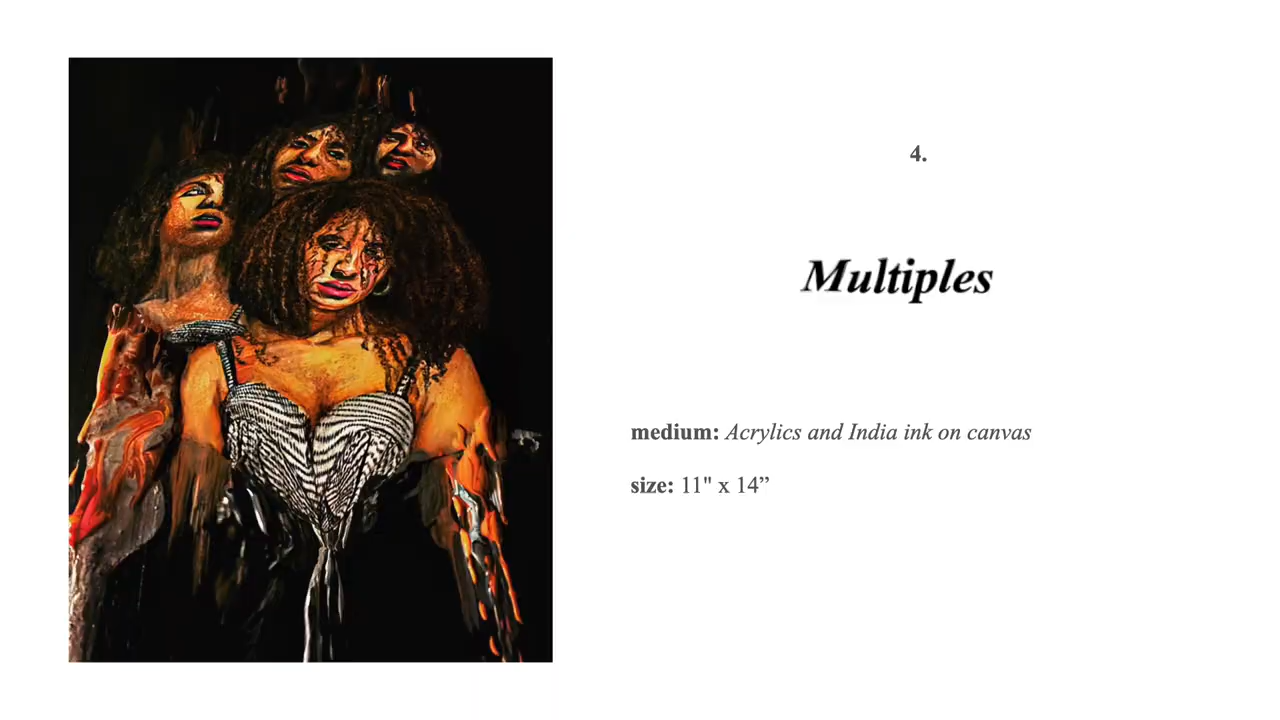 4.
Multiples
medium: Acrylics and India ink on canvas
size: 11" x 14”